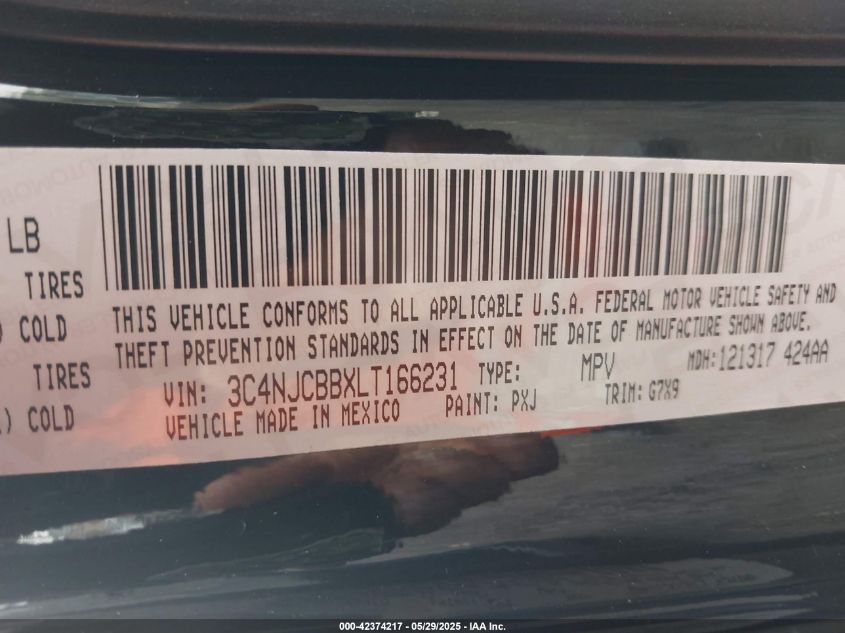 LB
TIRES
) COLD
TIRES
) COLD
THIS VEHICLE CONFORMS TO ALL APPLICABLE U.S.A. FEDERAL MOTOR VEHICLE SAFETY AND
THEFT PREVENTION STANDARDS IN EFFECT ON THE DATE OF MANUFACTURE SHOWN ABOVE.
VIN: 3C4NJCBBXLT166231 TYPE: MPV MDH:121317 424AA
VEHICLE MADE IN MEXICO PAINT: PXJ TRIM: G7X9
000-42374217 - 05/29/2025 - IAA Inc.